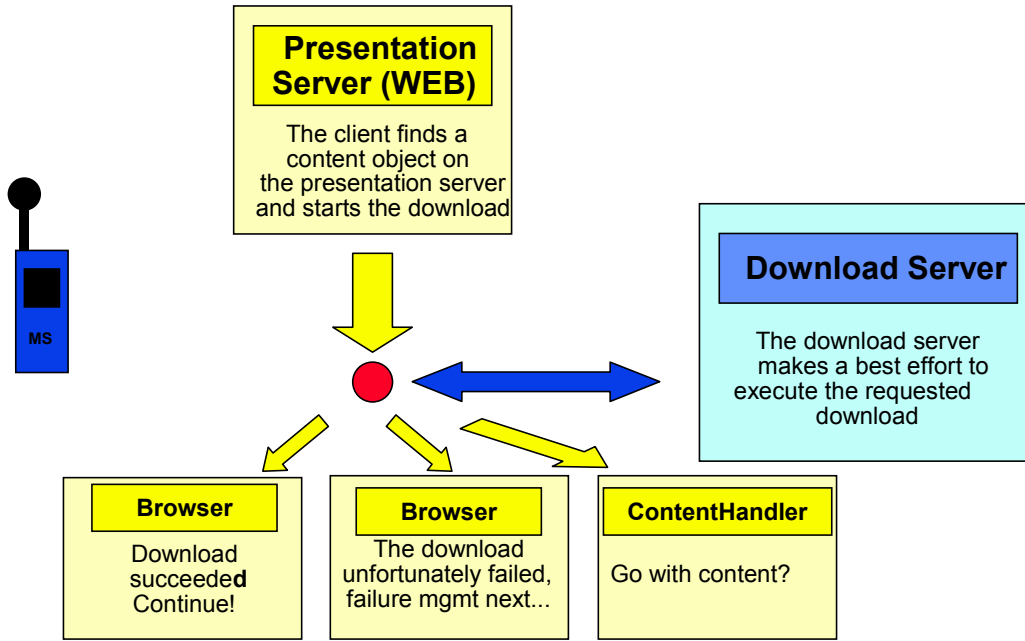 Presentation
Server (WEB)
The client finds a
content object on
the presentation server
and starts the download
MS
Download Server
The download server
makes a best effort to
execute the requested
download
Browser
Download
succeeded
Continue!
Browser
The download
unfortunately failed,
failure mgmt next...
ContentHandler
Go with content?